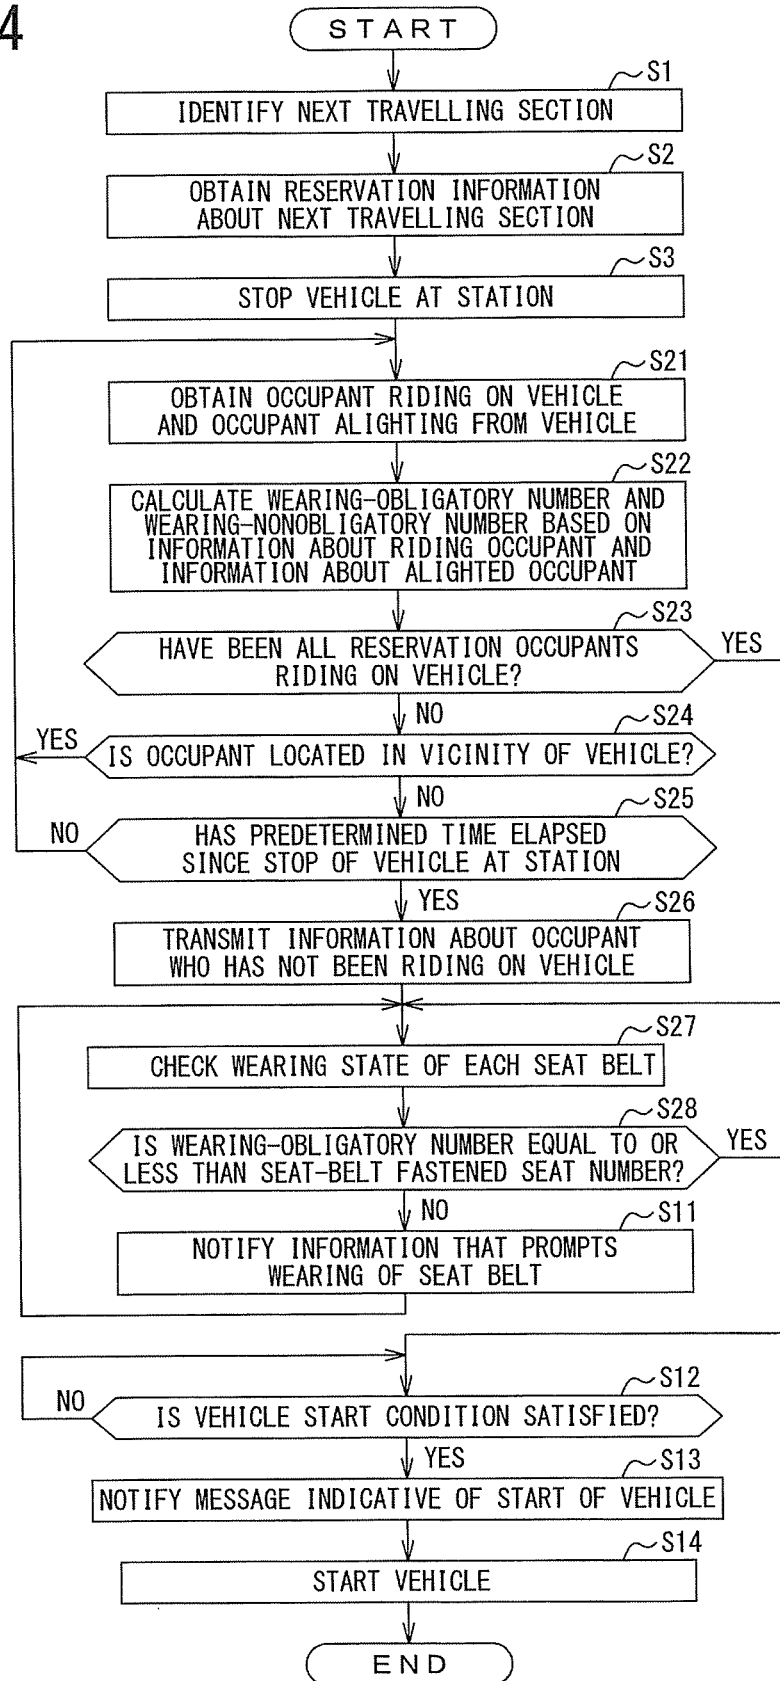 4
START
S1
IDENTIFY NEXT TRAVELLING SECTION
S2
OBTAIN RESERVATION INFORMATION
ABOUT NEXT TRAVELLING SECTION
S3
STOP VEHICLE AT STATION
S21
OBTAIN OCCUPANT RIDING ON VEHICLE
AND OCCUPANT ALIGHTING FROM VEHICLE
S22
CALCULATE WEARING-OBLIGATORY NUMBER AND
WEARING-NONOBLIGATORY NUMBER BASED ON
INFORMATION ABOUT RIDING OCCUPANT AND
INFORMATION ABOUT ALIGHTED OCCUPANT
S23
HAVE BEEN ALL RESERVATION OCCUPANTS
RIDING ON VEHICLE?
YES
NO
S24
YES
IS OCCUPANT LOCATED IN VICINITY OF VEHICLE?
NO
S25
NO
HAS PREDETERMINED TIME ELAPSED
SINCE STOP OF VEHICLE AT STATION
YES
S26
TRANSMIT INFORMATION ABOUT OCCUPANT
WHO HAS NOT BEEN RIDING ON VEHICLE
S27
CHECK WEARING STATE OF EACH SEAT BELT
S28
IS WEARING-OBLIGATORY NUMBER EQUAL TO OR
LESS THAN SEAT-BELT FASTENED SEAT NUMBER?
YES
NO
S11
NOTIFY INFORMATION THAT PROMPTS
WEARING OF SEAT BELT
S12
NO
IS VEHICLE START CONDITION SATISFIED?
YES
S13
NOTIFY MESSAGE INDICATIVE OF START OF VEHICLE
S14
START VEHICLE
END